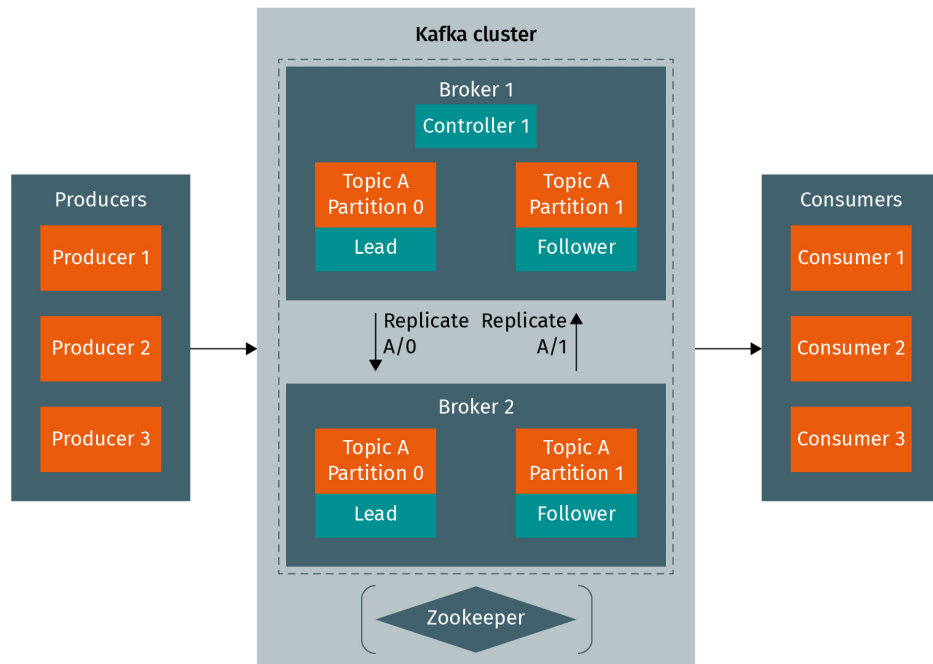 Kafka cluster
Producers
Producer 1
Producer 2
Producer 3
Broker 1
Controller 1
Topic A
Partition 0
Lead
Topic A
Partition 1
Follower
Replicate
A/0
Replicate
A/1
Broker 2
Topic A
Partition 0
Lead
Topic A
Partition 1
Follower
Zookeeper
Consumers
Consumer 1
Consumer 2
Consumer 3